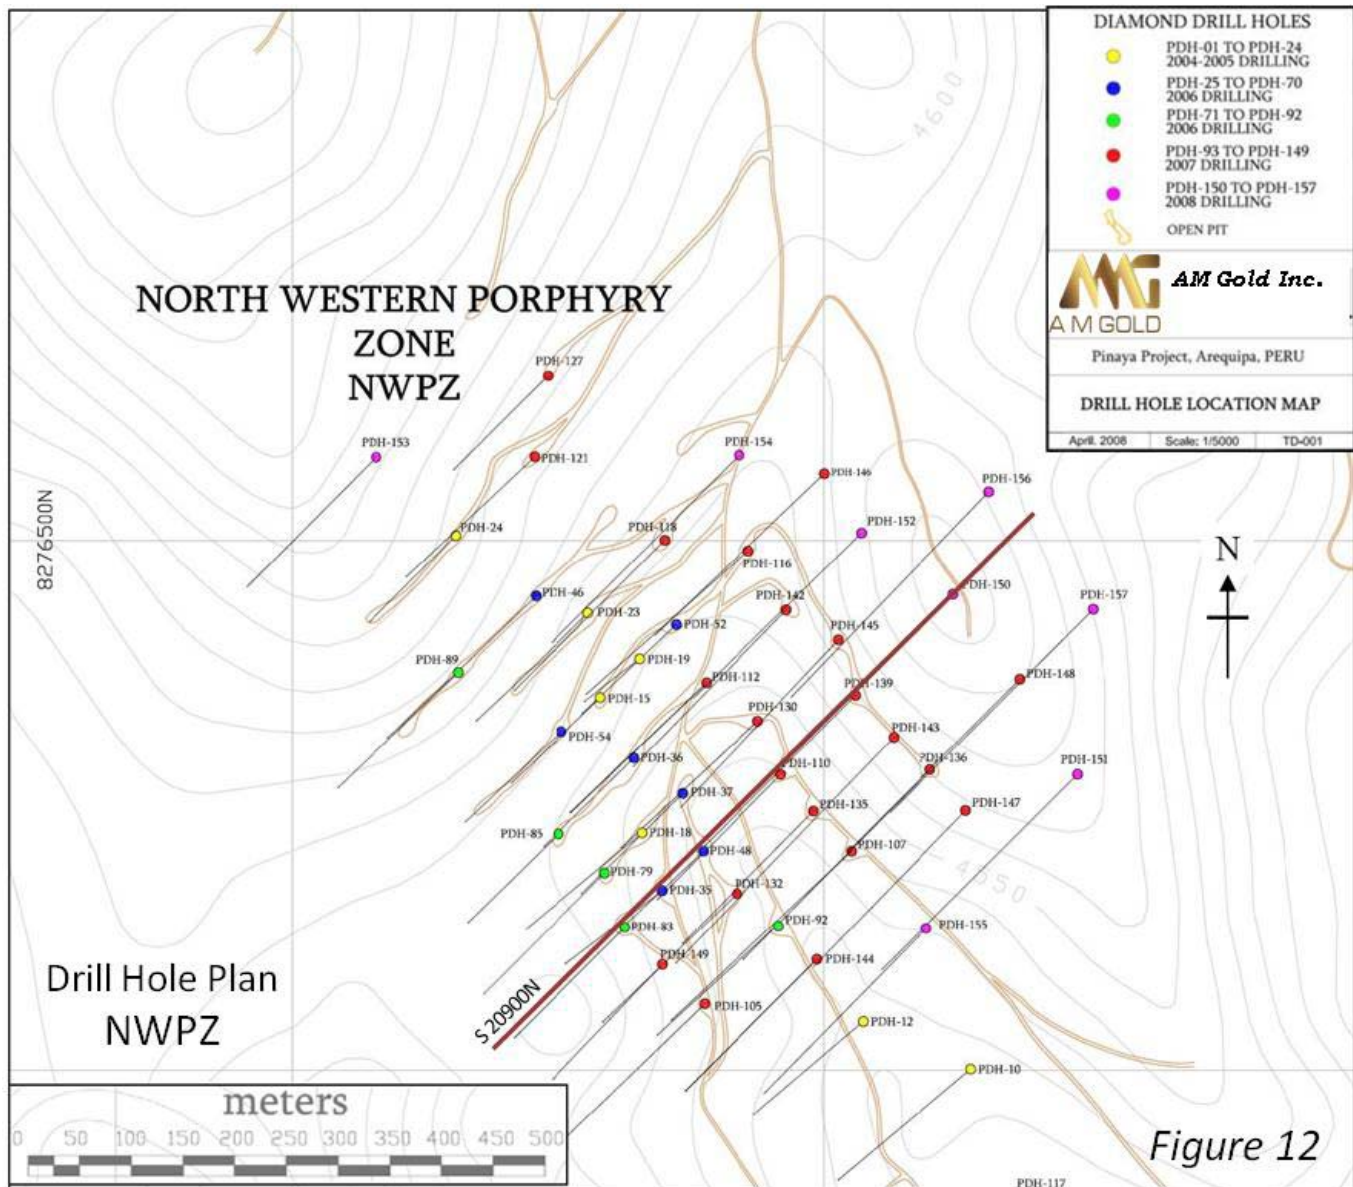 DIAMOND DRILL HOLES
PDH-01 TO PDH-24
2004-2005 DRILLING
PDH-25 TO PDH-70
2006 DRILLING
PDH-71 TO PDH-92
2006 DRILLING
PDH-93 TO PDH-149
2007 DRILLING
PDH-150 TO PDH-157
2008 DRILLING
OPEN PIT
AM Gold Inc.
A M GOLD
Pinaya Project, Arequipa, PERU
DRILL HOLE LOCATION MAP
April. 2008 Scale: 1/5000 TD-001
4600
NORTH WESTERN PORPHYRY
ZONE
NWPZ
PDH-127
PDH-153
PDH-154
PDH-121
PDH-146
PDH-156
8276500N
PDH-24
PDH-118
PDH-152
N
PDH-116
PDH-46
PDH-142
PDH-150
PDH-157
PDH-23
PDH-52
PDH-145
PDH-89
PDH-19
PDH-112
PDH-148
PDH-15
PDH-139
PDH-130
PDH-54
PDH-143
PDH-36
PDH-136
PDH-151
PDH-110
PDH-37
PDH-135
PDH-147
PDH-85
PDH-18
PDH-48
PDH-107
PDH-79
PDH-35
PDH-132
4550
PDH-83
PDH-92
PDH-155
PDH-149
PDH-144
Drill Hole Plan
NWPZ
S 20900N
PDH-105
PDH-12
PDH-10
meters
0 50 100 150 200 250 300 350 400 450 500
Figure 12
PDH-117